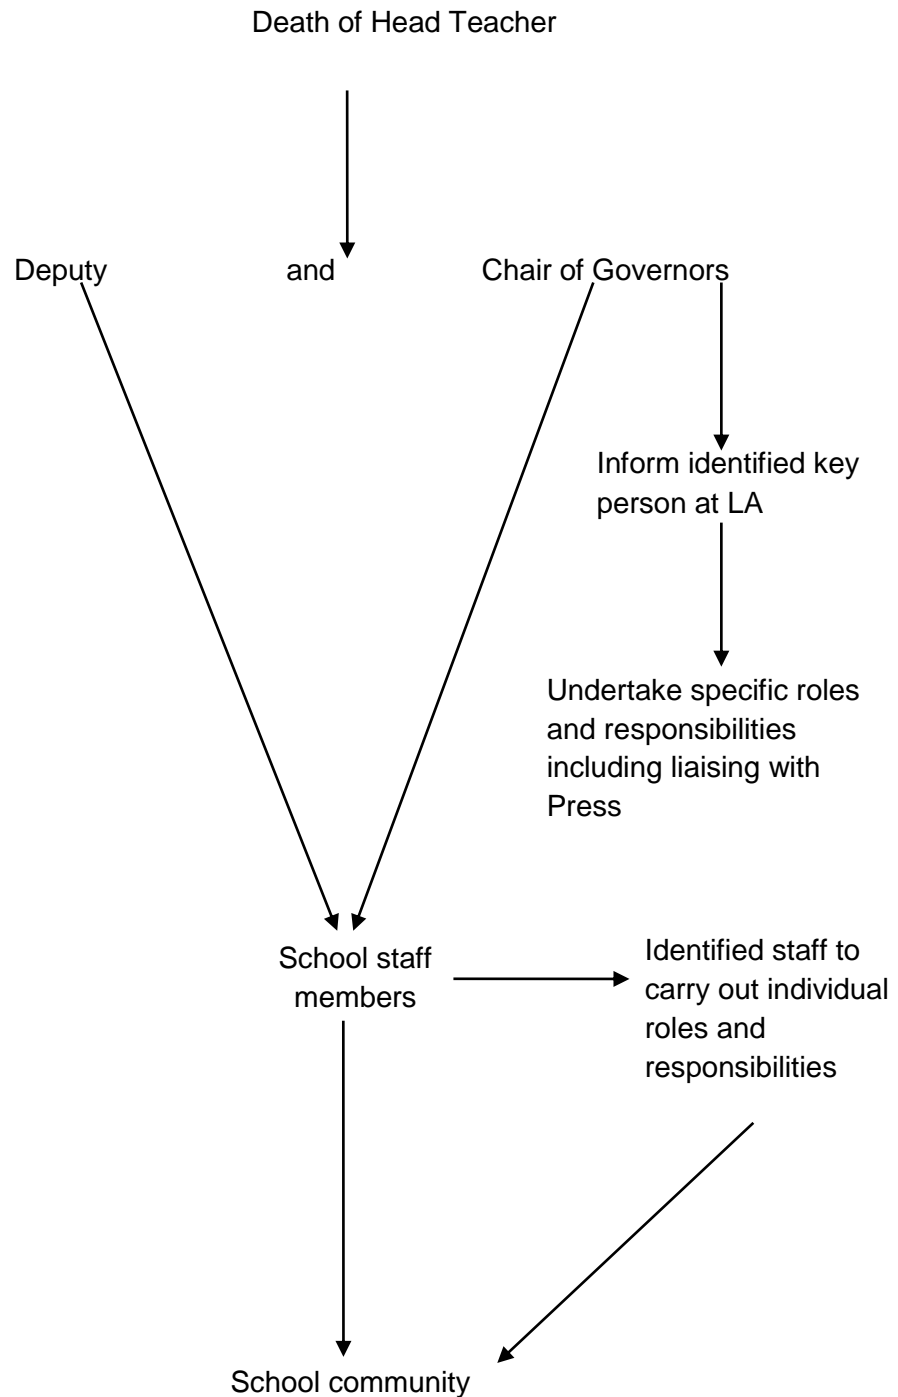 Death of Head Teacher
Deputy and Chair of Governors
Inform identified key
person at LA
Undertake specific roles
and responsibilities
including liaising with
Press
School staff
members
Identified staff to
carry out individual
roles and
responsibilities
School community